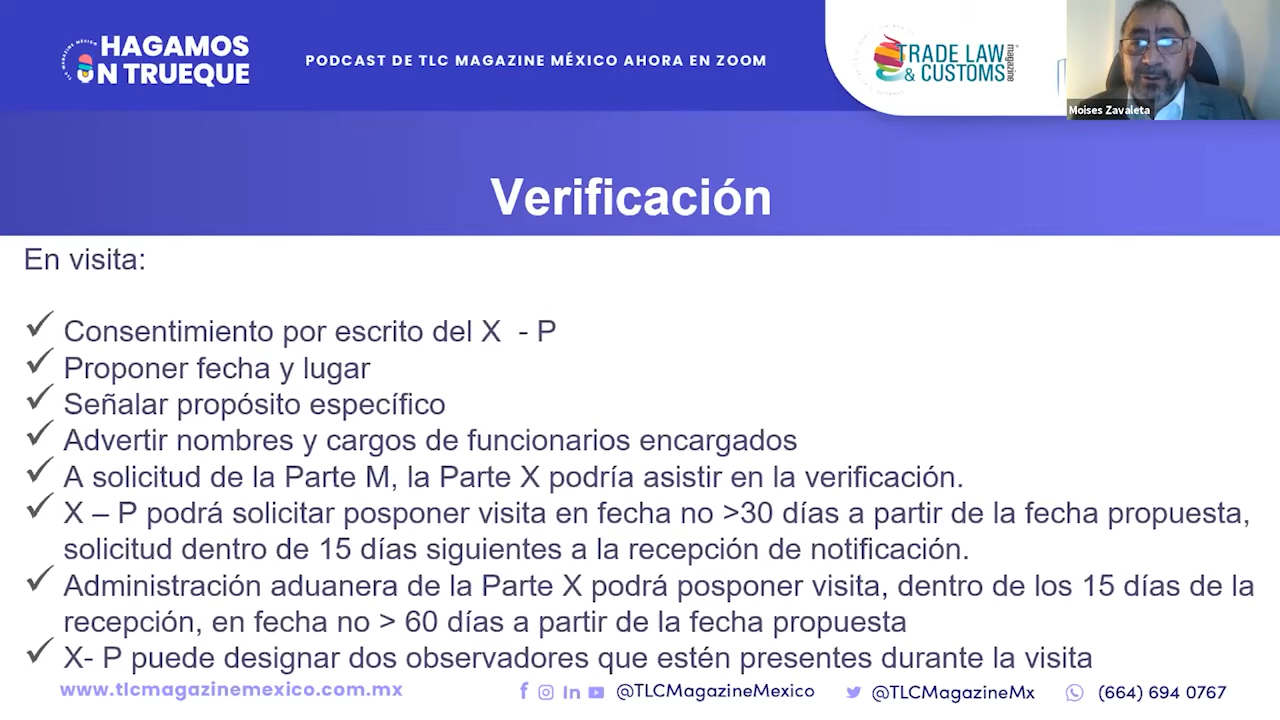 HAGAMOS
UN TRUEQUE
TLC MAGAZINE MÉXICO
PODCAST DE TLC MAGAZINE MÉXICO AHORA EN ZOOM
TRADE LAW
& CUSTOMS
magazine
Moises Zavaleta
Verificación
En visita:
✓ Consentimiento por escrito del X - P
✓ Proponer fecha y lugar
✓ Señalar propósito específico
✓ Advertir nombres y cargos de funcionarios encargados
✓ A solicitud de la Parte M, la Parte X podría asistir en la verificación.
✓ X – P podrá solicitar posponer visita en fecha no >30 días a partir de la fecha propuesta,
solicitud dentro de 15 días siguientes a la recepción de notificación.
✓ Administración aduanera de la Parte X podrá posponer visita, dentro de los 15 días de la
recepción, en fecha no > 60 días a partir de la fecha propuesta
✓ X- P puede designar dos observadores que estén presentes durante la visita
www.tlcmagazinemexico.com.mx
@TLCMagazineMexico
@TLCMagazineMx
(664) 694 0767